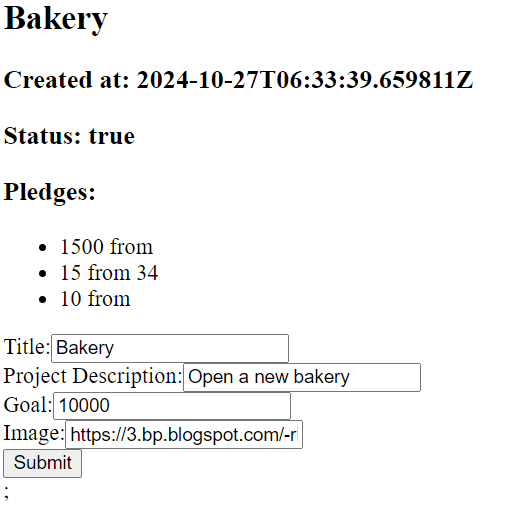 Bakery
Created at: 2024-10-27T06:33:39.659811Z
Status: true
Pledges:
1500 from
15 from 34
10 from
Title:Bakery
Project Description:Open a new bakery
Goal:10000
Image:https://3.bp.blogspot.com/-r
Submit
;